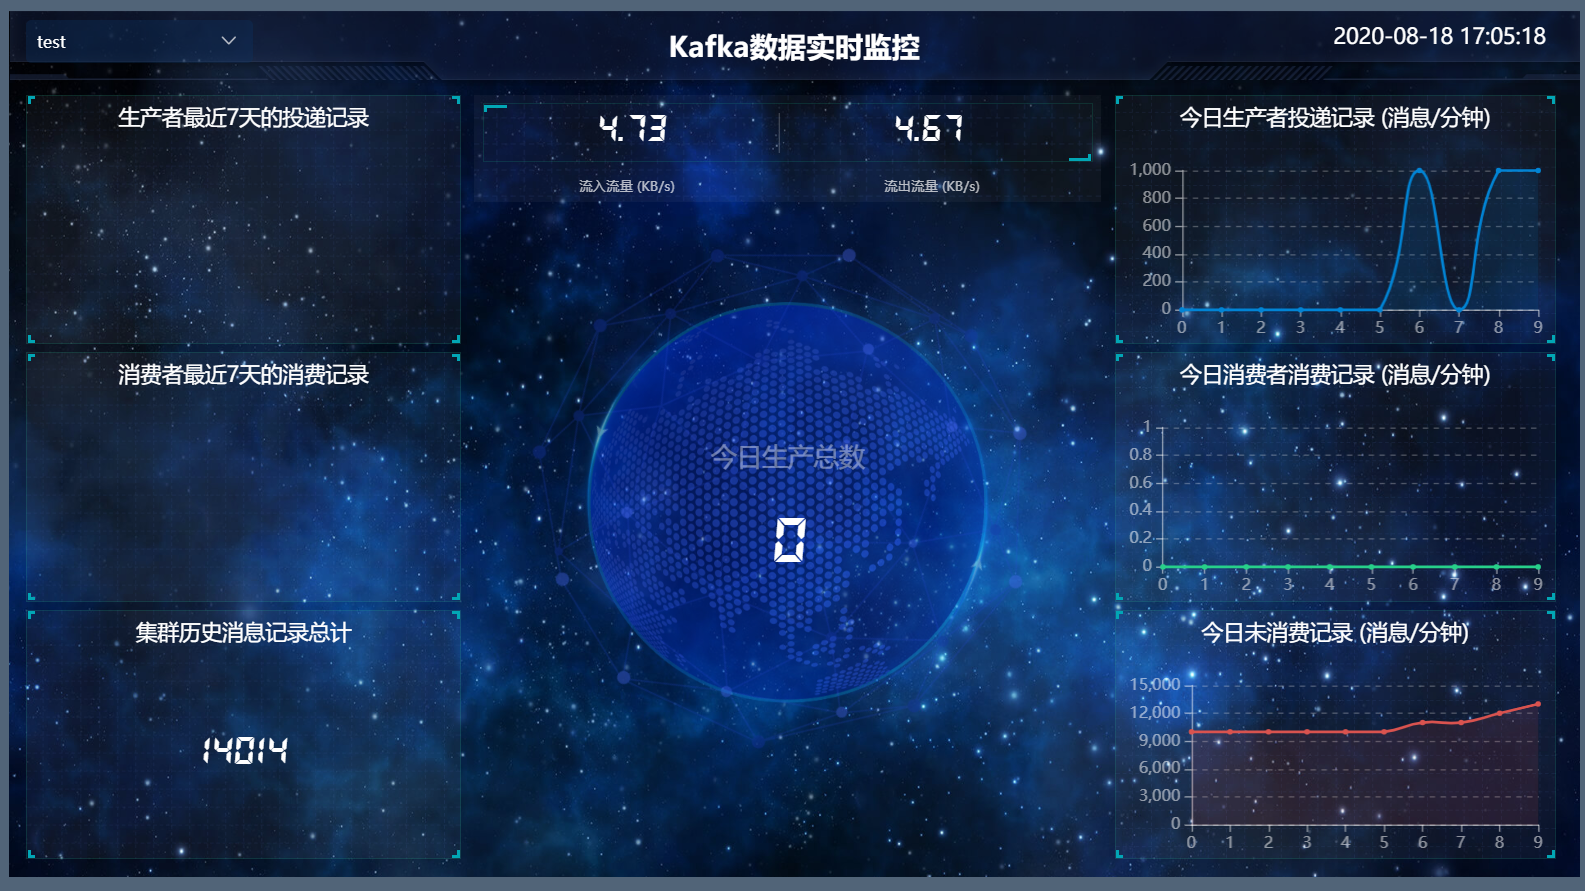 test
Kafka数据实时监控
2020-08-18 17:05:18
生产者最近7天的投递记录
消费者最近7天的消费记录
集群历史消息记录总计
14014
4.73
4.67
流入流量 (KB/s)
流出流量 (KB/s)
今日生产总数
0
今日生产者投递记录 (消息/分钟)
1,000
800
600
400
200
0
0 1 2 3 4 5 6 7 8 9
今日消费者消费记录 (消息/分钟)
1
0.8
0.6
0.4
0.2
0
0 1 2 3 4 5 6 7 8 9
今日未消费记录 (消息/分钟)
15,000
12,000
9,000
6,000
3,000
0
0 1 2 3 4 5 6 7 8 9